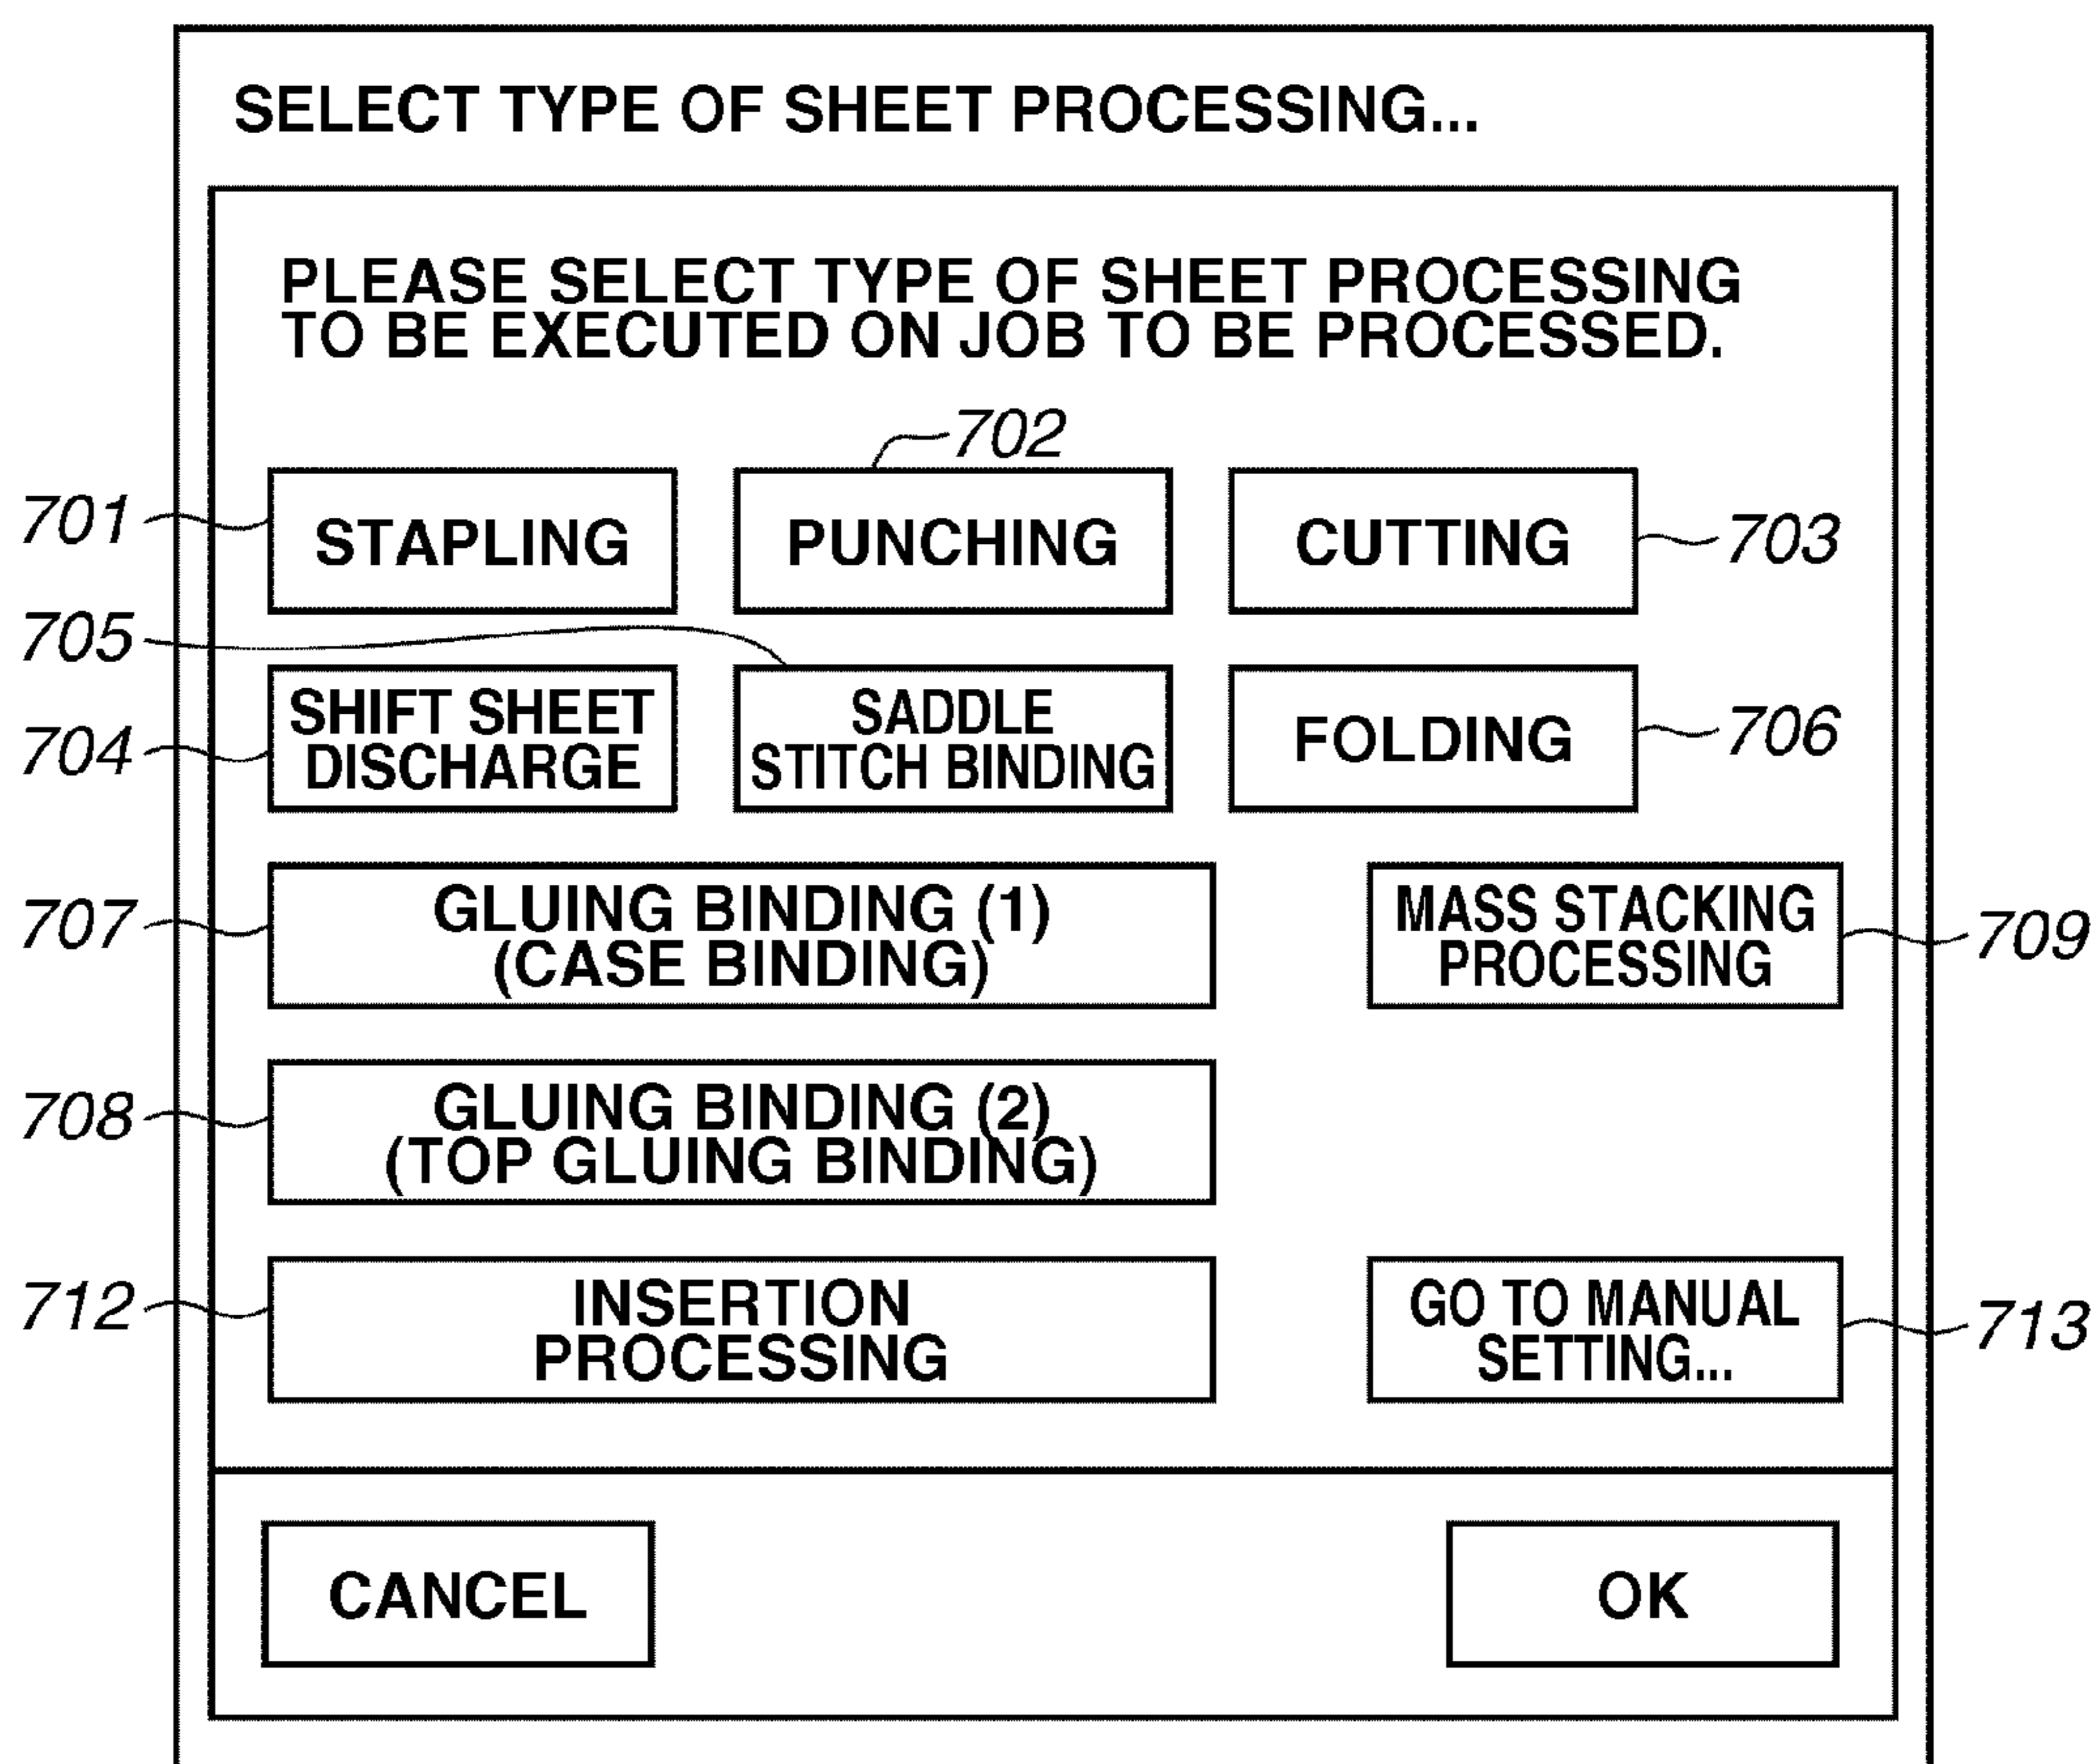 SELECT TYPE OF SHEET PROCESSING...
PLEASE SELECT TYPE OF SHEET PROCESSING
TO BE EXECUTED ON JOB TO BE PROCESSED.
702
701
STAPLING
PUNCHING
CUTTING
703
705
704
SHIFT SHEET
DISCHARGE
SADDLE
STITCH BINDING
FOLDING
706
707
GLUING BINDING (1)
(CASE BINDING)
MASS STACKING
PROCESSING
709
708
GLUING BINDING (2)
(TOP GLUING BINDING)
712
INSERTION
PROCESSING
GO TO MANUAL
SETTING...
713
CANCEL
OK